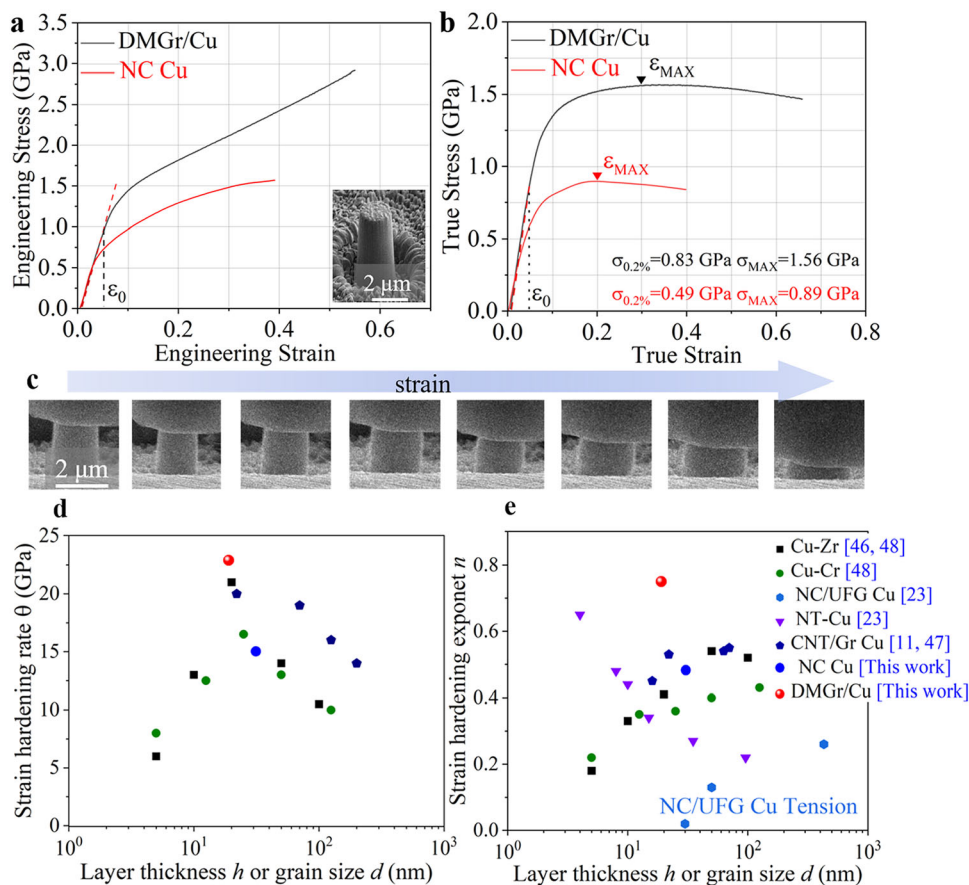 a
DMGr/Cu
NC Cu
Engineering Stress (GPa)
3.5
3.0
2.5
2.0
1.5
1.0
0.5
0.0
ε0
2 μm
0.0 0.2 0.4 0.6
Engineering Strain
b
DMGr/Cu
NC Cu
εMAX
εMAX
True Stress (GPa)
2.0
1.5
1.0
0.5
0.0
ε0
σ0.2%=0.83 GPa σMAX=1.56 GPa
σ0.2%=0.49 GPa σMAX=0.89 GPa
0.0 0.2 0.4 0.6 0.8
True Strain
c
strain
2 μm
d
Strain hardening rate θ (GPa)
25
20
15
10
5
0
10^0 10^1 10^2 10^3
Layer thickness h or grain size d (nm)
e
Strain hardening exponet n
0.8
0.6
0.4
0.2
0.0
Cu-Zr [46, 48]
Cu-Cr [48]
NC/UFG Cu [23]
NT-Cu [23]
CNT/Gr Cu [11, 47]
NC Cu [This work]
DMGr/Cu [This work]
NC/UFG Cu Tension
10^0 10^1 10^2 10^3
Layer thickness h or grain size d (nm)